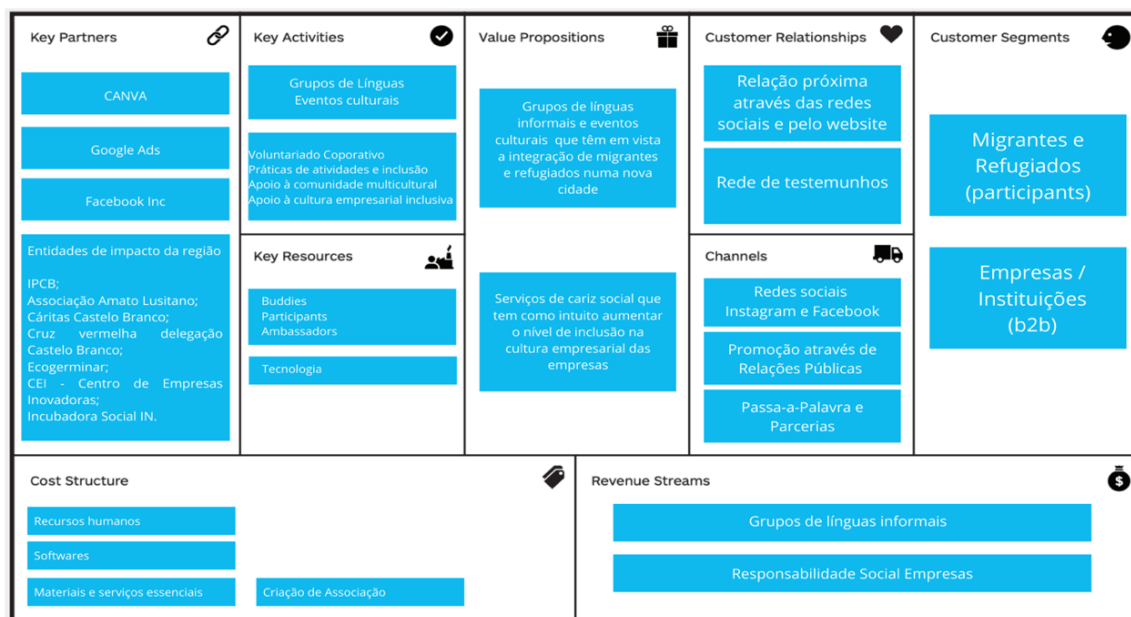 Key Partners
CANVA
Google Ads
Facebook Inc
Entidades de impacto da região
IPCB;
Associação Amato Lusitano;
Cáritas Castelo Branco;
Cruz vermelha delegação
Castelo Branco;
Ecogerminar;
CEI - Centro de Empresas
Inovadoras;
Incubadora Social IN.
Key Activities
Grupos de Línguas
Eventos culturais
Voluntariado Coporativo
Práticas de atividades e inclusão
Apoio à comunidade multicultural
Apoio à cultura empresarial inclusiva
Key Resources
Buddies
Participants
Ambassadors
Tecnologia
Value Propositions
Grupos de línguas
informais e eventos
culturais que têm em vista
a integração de migrantes
e refugiados numa nova
cidade
Serviços de cariz social que
tem como intuito aumentar
o nível de inclusão na
cultura empresarial das
empresas
Customer Relationships
Relação próxima
através das redes
sociais e pelo website
Rede de testemunhos
Channels
Redes sociais
Instagram e Facebook
Promoção através de
Relações Públicas
Passa-a-Palavra e
Parcerias
Customer Segments
Migrantes e
Refugiados
(participants)
Empresas /
Instituições
(b2b)
Cost Structure
Recursos humanos
Softwares
Materiais e serviços essenciais
Criação de Associação
Revenue Streams
$
Grupos de línguas informais
Responsabilidade Social Empresas